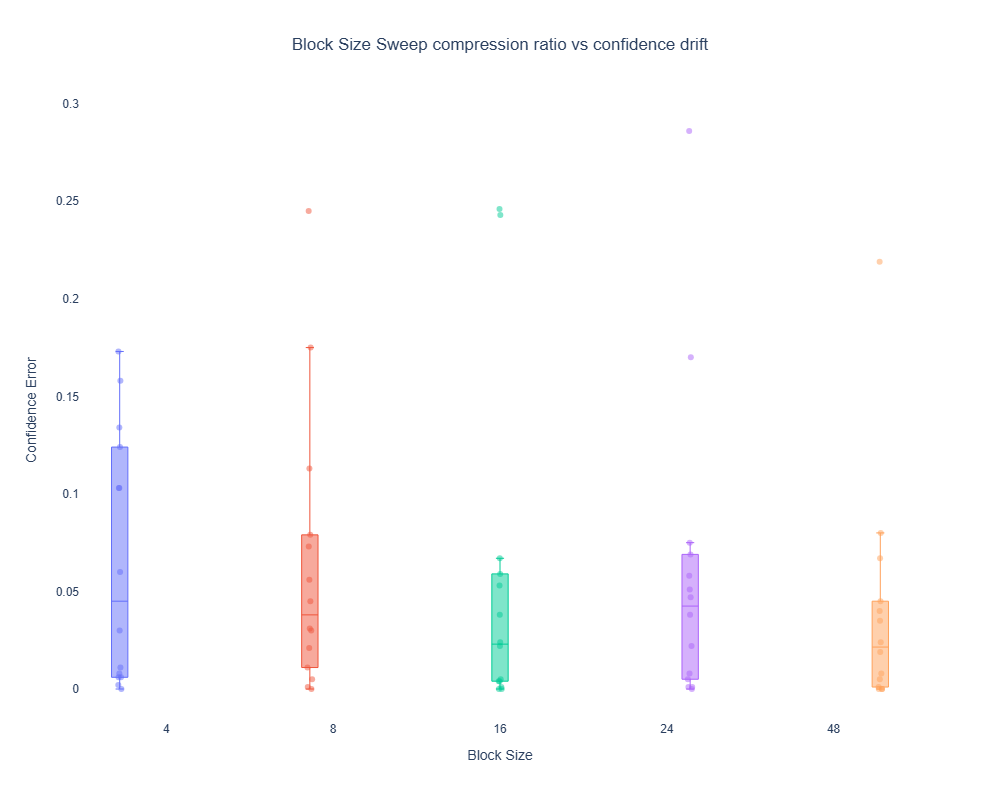 Block Size Sweep compression ratio vs confidence drift
0.3
0.25
0.2
0.15
0.1
0.05
0
Confidence Error
4 8 16 24 48
Block Size